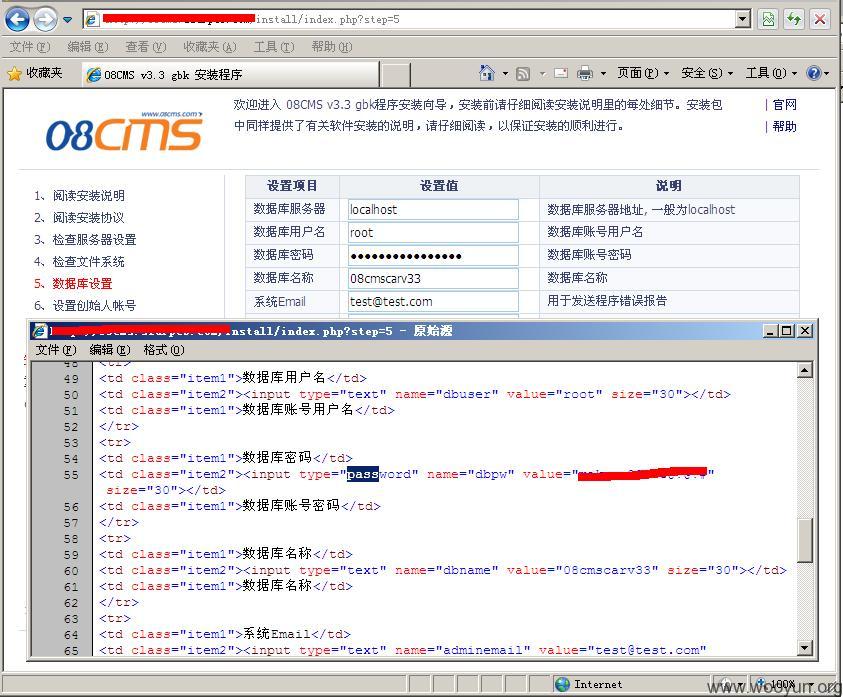 install/index.php?step=5
文件(F) 编辑(E) 查看(V) 收藏夹(A) 工具(T) 帮助(H)
收藏夹 08CMS v3.3 gbk 安装程序 页面(P) 安全(S) 工具(O)
www.08cms.com
08CMS
欢迎进入 08CMS v3.3 gbk程序安装向导，安装前请仔细阅读安装说明里的每处细节。安装包
中同样提供了有关软件安装的说明，请仔细阅读，以保证安装的顺利进行。
| 官网
| 帮助
1、阅读安装说明
2、阅读安装协议
3、检查服务器设置
4、检查文件系统
5、数据库设置
6、设置创始人帐号
设置项目 设置值 说明
数据库服务器 localhost 数据库服务器地址, 一般为localhost
数据库用户名 root 数据库账号用户名
数据库密码 ●●●●●●●●●●●●●●●● 数据库账号密码
数据库名称 08cmscarv33 数据库名称
系统Email test@test.com 用于发送程序错误报告
install/index.php?step=5 - 原始源
文件(F) 编辑(E) 格式(O)
48 <tr>
49 <td class="item1">数据库用户名</td>
50 <td class="item2"><input type="text" name="dbuser" value="root" size="30"></td>
51 <td class="item1">数据库账号用户名</td>
52 </tr>
53 <tr>
54 <td class="item1">数据库密码</td>
55 <td class="item2"><input type="password" name="dbpw" value="
size="30"></td>
56 <td class="item1">数据库账号密码</td>
57 </tr>
58 <tr>
59 <td class="item1">数据库名称</td>
60 <td class="item2"><input type="text" name="dbname" value="08cmscarv33" size="30"></td>
61 <td class="item1">数据库名称</td>
62 </tr>
63 <tr>
64 <td class="item1">系统Email</td>
65 <td class="item2"><input type="text" name="adminemail" value="test@test.com"
Internet 100%
www.wooyun.org